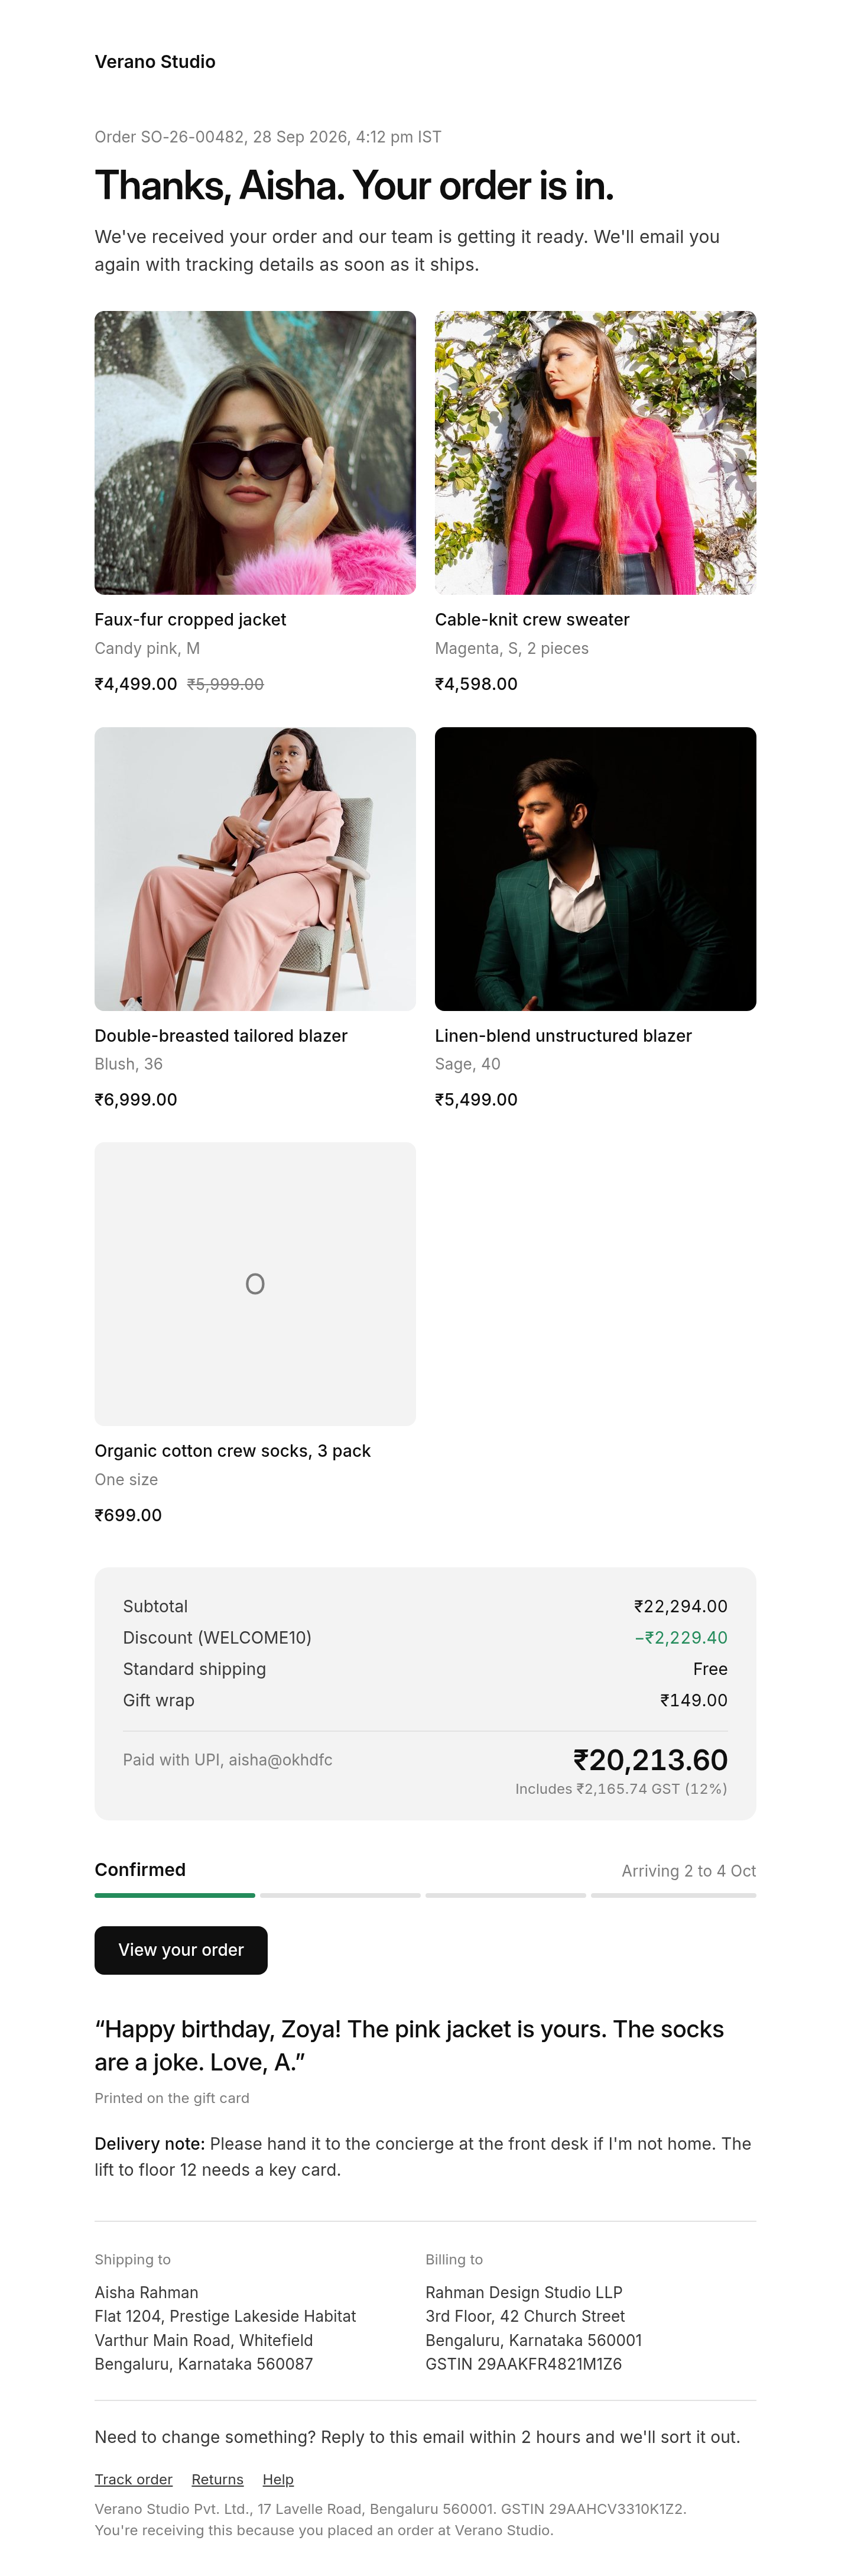 Verano Studio
Order SO-26-00482, 28 Sep 2026, 4:12 pm IST
Thanks, Aisha. Your order is in.
We've received your order and our team is getting it ready. We'll email you
again with tracking details as soon as it ships.
Faux-fur cropped jacket
Candy pink, M
₹4,499.00 ₹5,999.00
Cable-knit crew sweater
Magenta, S, 2 pieces
₹4,598.00
Double-breasted tailored blazer
Blush, 36
₹6,999.00
Linen-blend unstructured blazer
Sage, 40
₹5,499.00
O
Organic cotton crew socks, 3 pack
One size
₹699.00
Subtotal ₹22,294.00
Discount (WELCOME10) −₹2,229.40
Standard shipping Free
Gift wrap ₹149.00
Paid with UPI, aisha@okhdfc ₹20,213.60
Includes ₹2,165.74 GST (12%)
Confirmed Arriving 2 to 4 Oct
View your order
“Happy birthday, Zoya! The pink jacket is yours. The socks
are a joke. Love, A.”
Printed on the gift card
Delivery note: Please hand it to the concierge at the front desk if I'm not home. The
lift to floor 12 needs a key card.
Shipping to
Aisha Rahman
Flat 1204, Prestige Lakeside Habitat
Varthur Main Road, Whitefield
Bengaluru, Karnataka 560087
Billing to
Rahman Design Studio LLP
3rd Floor, 42 Church Street
Bengaluru, Karnataka 560001
GSTIN 29AAKFR4821M1Z6
Need to change something? Reply to this email within 2 hours and we'll sort it out.
Track order Returns Help
Verano Studio Pvt. Ltd., 17 Lavelle Road, Bengaluru 560001. GSTIN 29AAHCV3310K1Z2.
You're receiving this because you placed an order at Verano Studio.